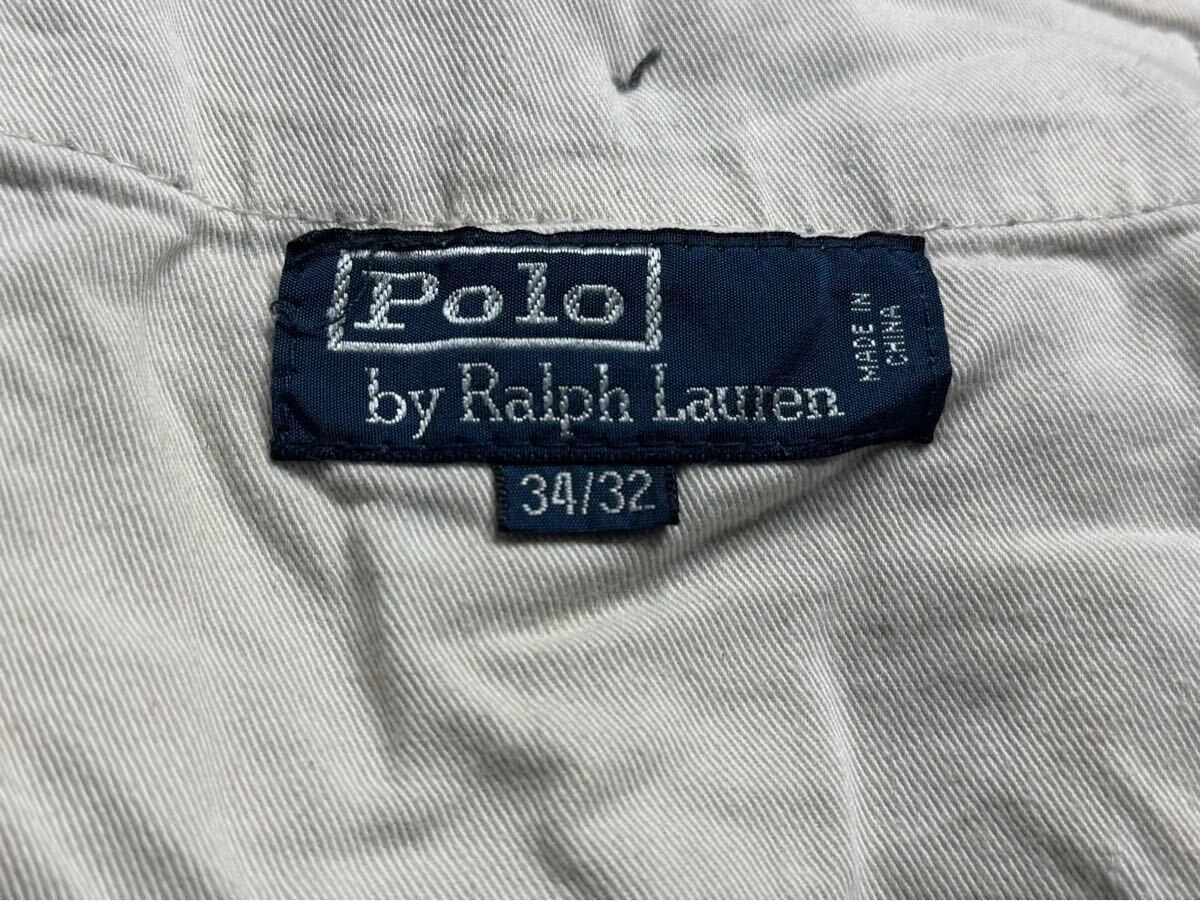 Polo
by Ralph Lauren
MADE IN
CHINA
34/32